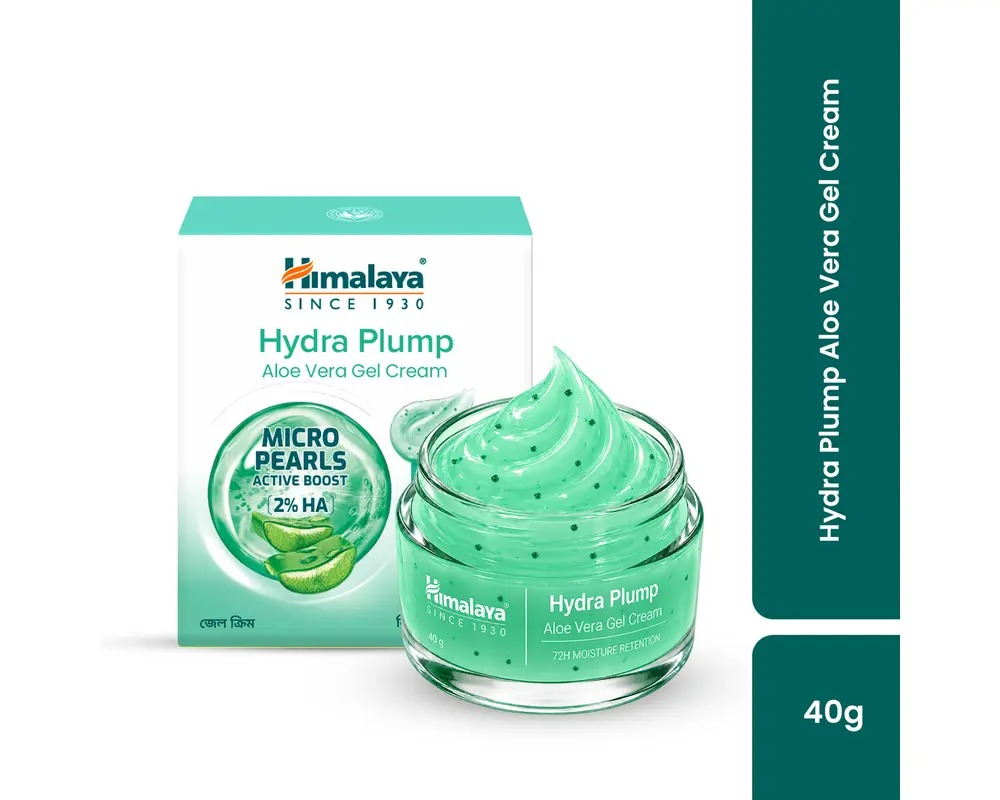 Himalaya®
SINCE 1930
Hydra Plump
Aloe Vera Gel Cream
MICRO
PEARLS
ACTIVE BOOST
2% HA
জেল ক্রিম
Himalaya®
SINCE 1930
40 g
Hydra Plump
Aloe Vera Gel Cream
72H MOISTURE RETENTION
Hydra Plump Aloe Vera Gel Cream
40g